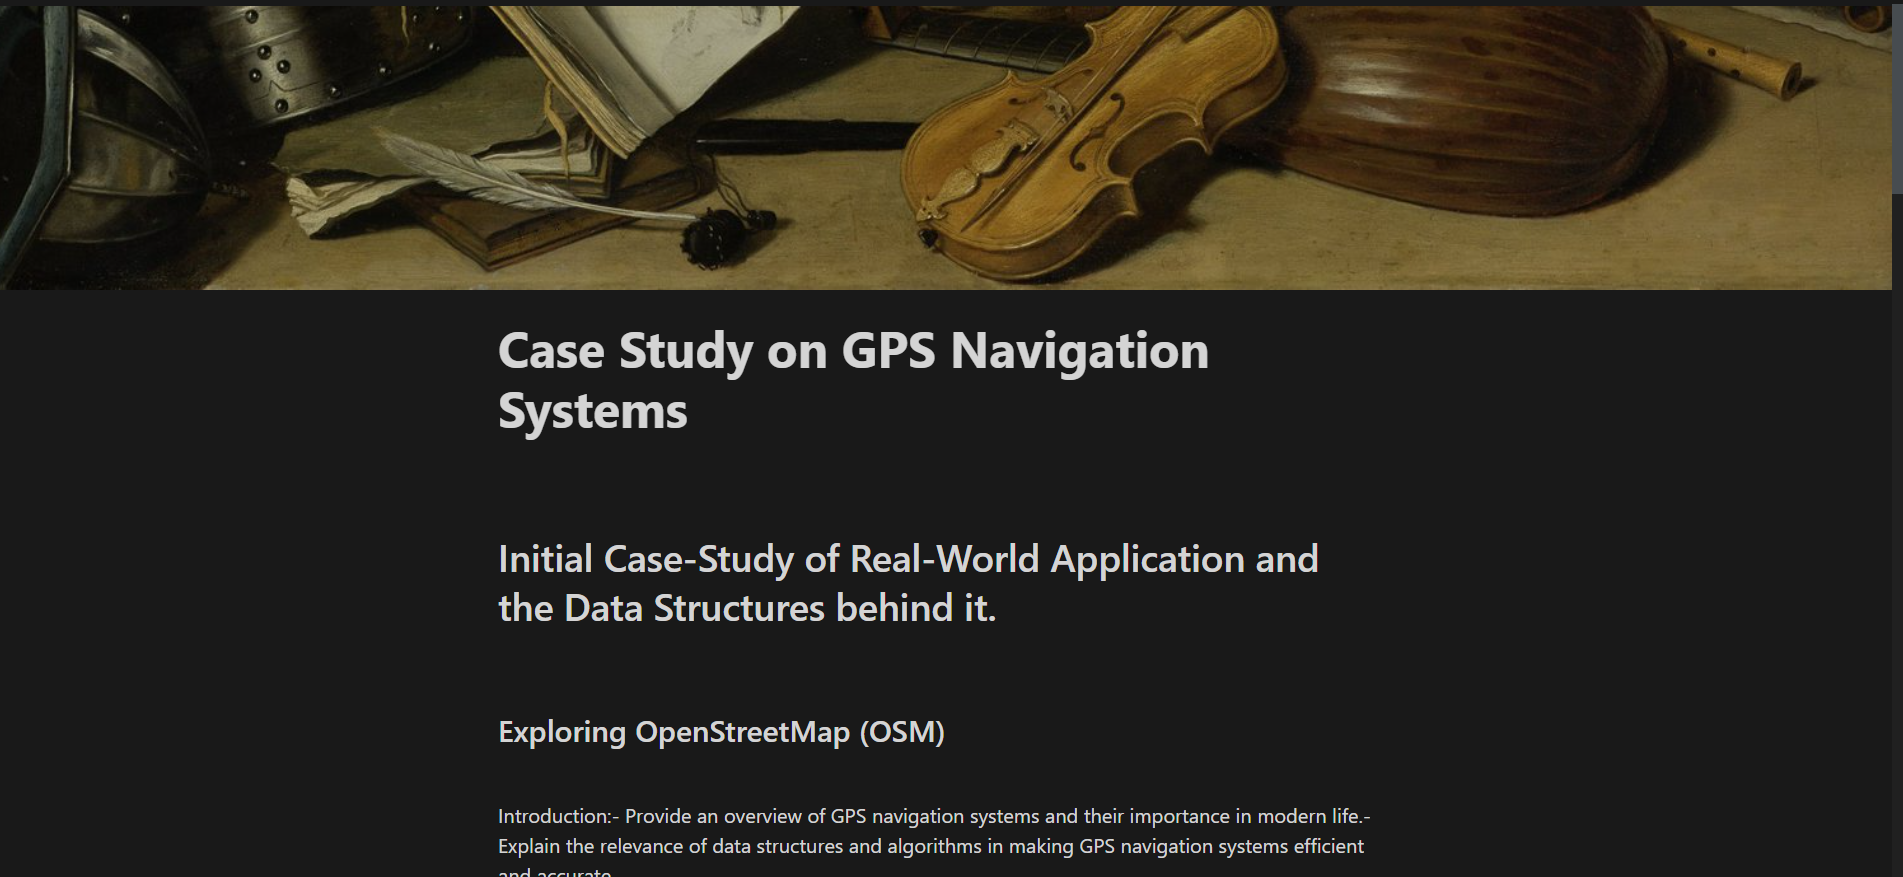 Case Study on GPS Navigation
Systems
Initial Case-Study of Real-World Application and
the Data Structures behind it.
Exploring OpenStreetMap (OSM)
Introduction:- Provide an overview of GPS navigation systems and their importance in modern life.-
Explain the relevance of data structures and algorithms in making GPS navigation systems efficient
and accurate.